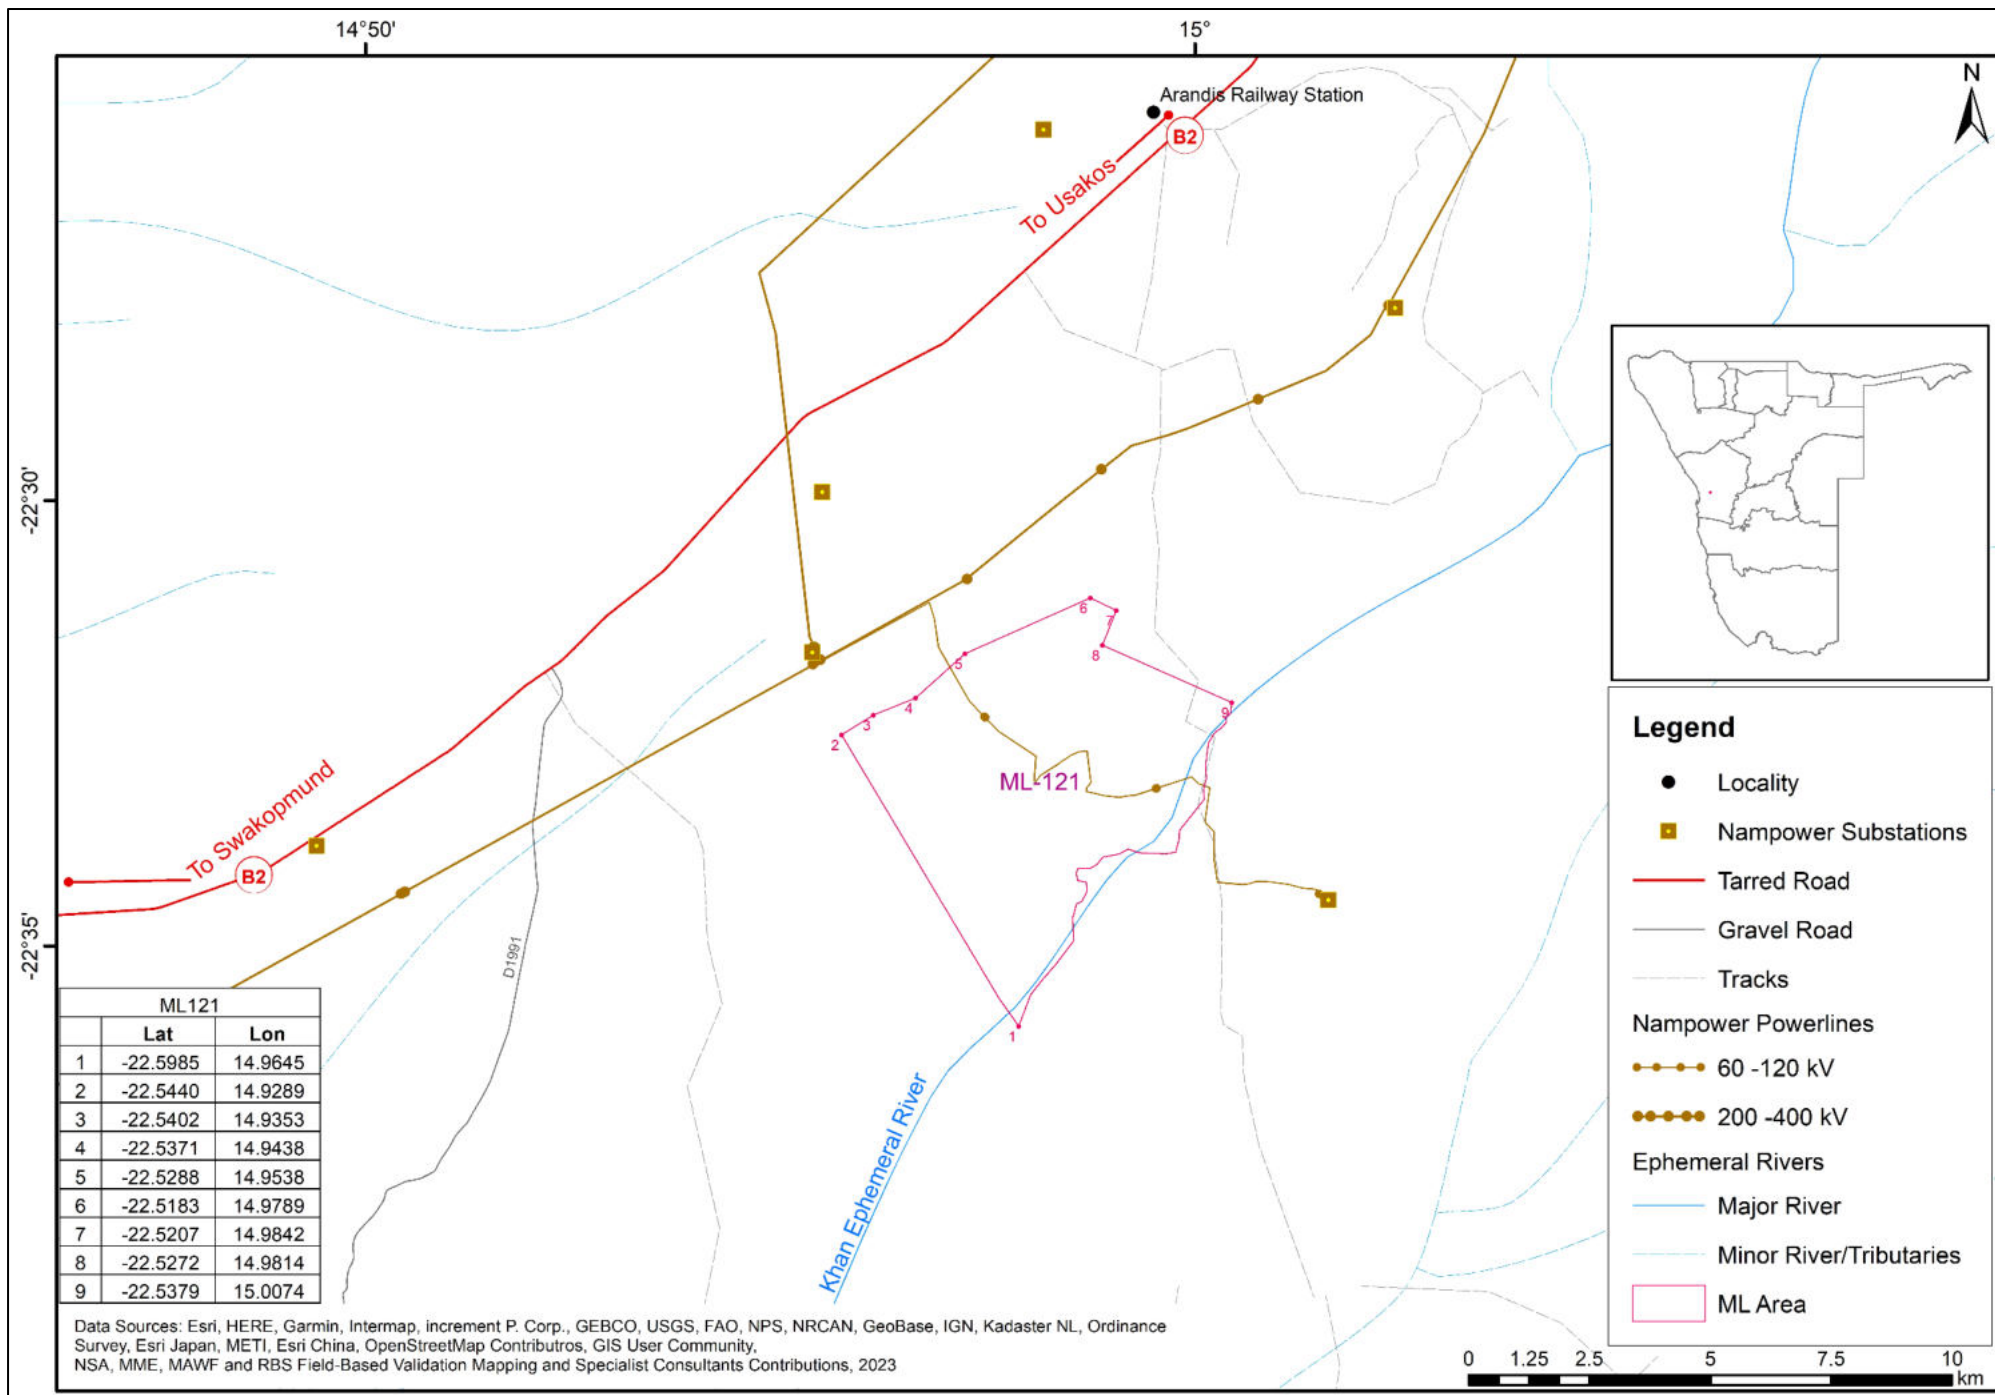 14°50'
15°
N
Arandis Railway Station
B2
To Usakos
-22°30'
6
7
8
5
9
4
3
2
ML-121
To Swakopmund
B2
-22°35'
D1991
1
Khan Ephemeral River
ML121
Lat Lon
1 -22.5985 14.9645
2 -22.5440 14.9289
3 -22.5402 14.9353
4 -22.5371 14.9438
5 -22.5288 14.9538
6 -22.5183 14.9789
7 -22.5207 14.9842
8 -22.5272 14.9814
9 -22.5379 15.0074
Legend
Locality
Nampower Substations
Tarred Road
Gravel Road
Tracks
Nampower Powerlines
60 -120 kV
200 -400 kV
Ephemeral Rivers
Major River
Minor River/Tributaries
ML Area
Data Sources: Esri, HERE, Garmin, Intermap, increment P. Corp., GEBCO, USGS, FAO, NPS, NRCAN, GeoBase, IGN, Kadaster NL, Ordinance
Survey, Esri Japan, METI, Esri China, OpenStreetMap Contributros, GIS User Community,
NSA, MME, MAWF and RBS Field-Based Validation Mapping and Specialist Consultants Contributions, 2023
0 1.25 2.5 5 7.5 10
km